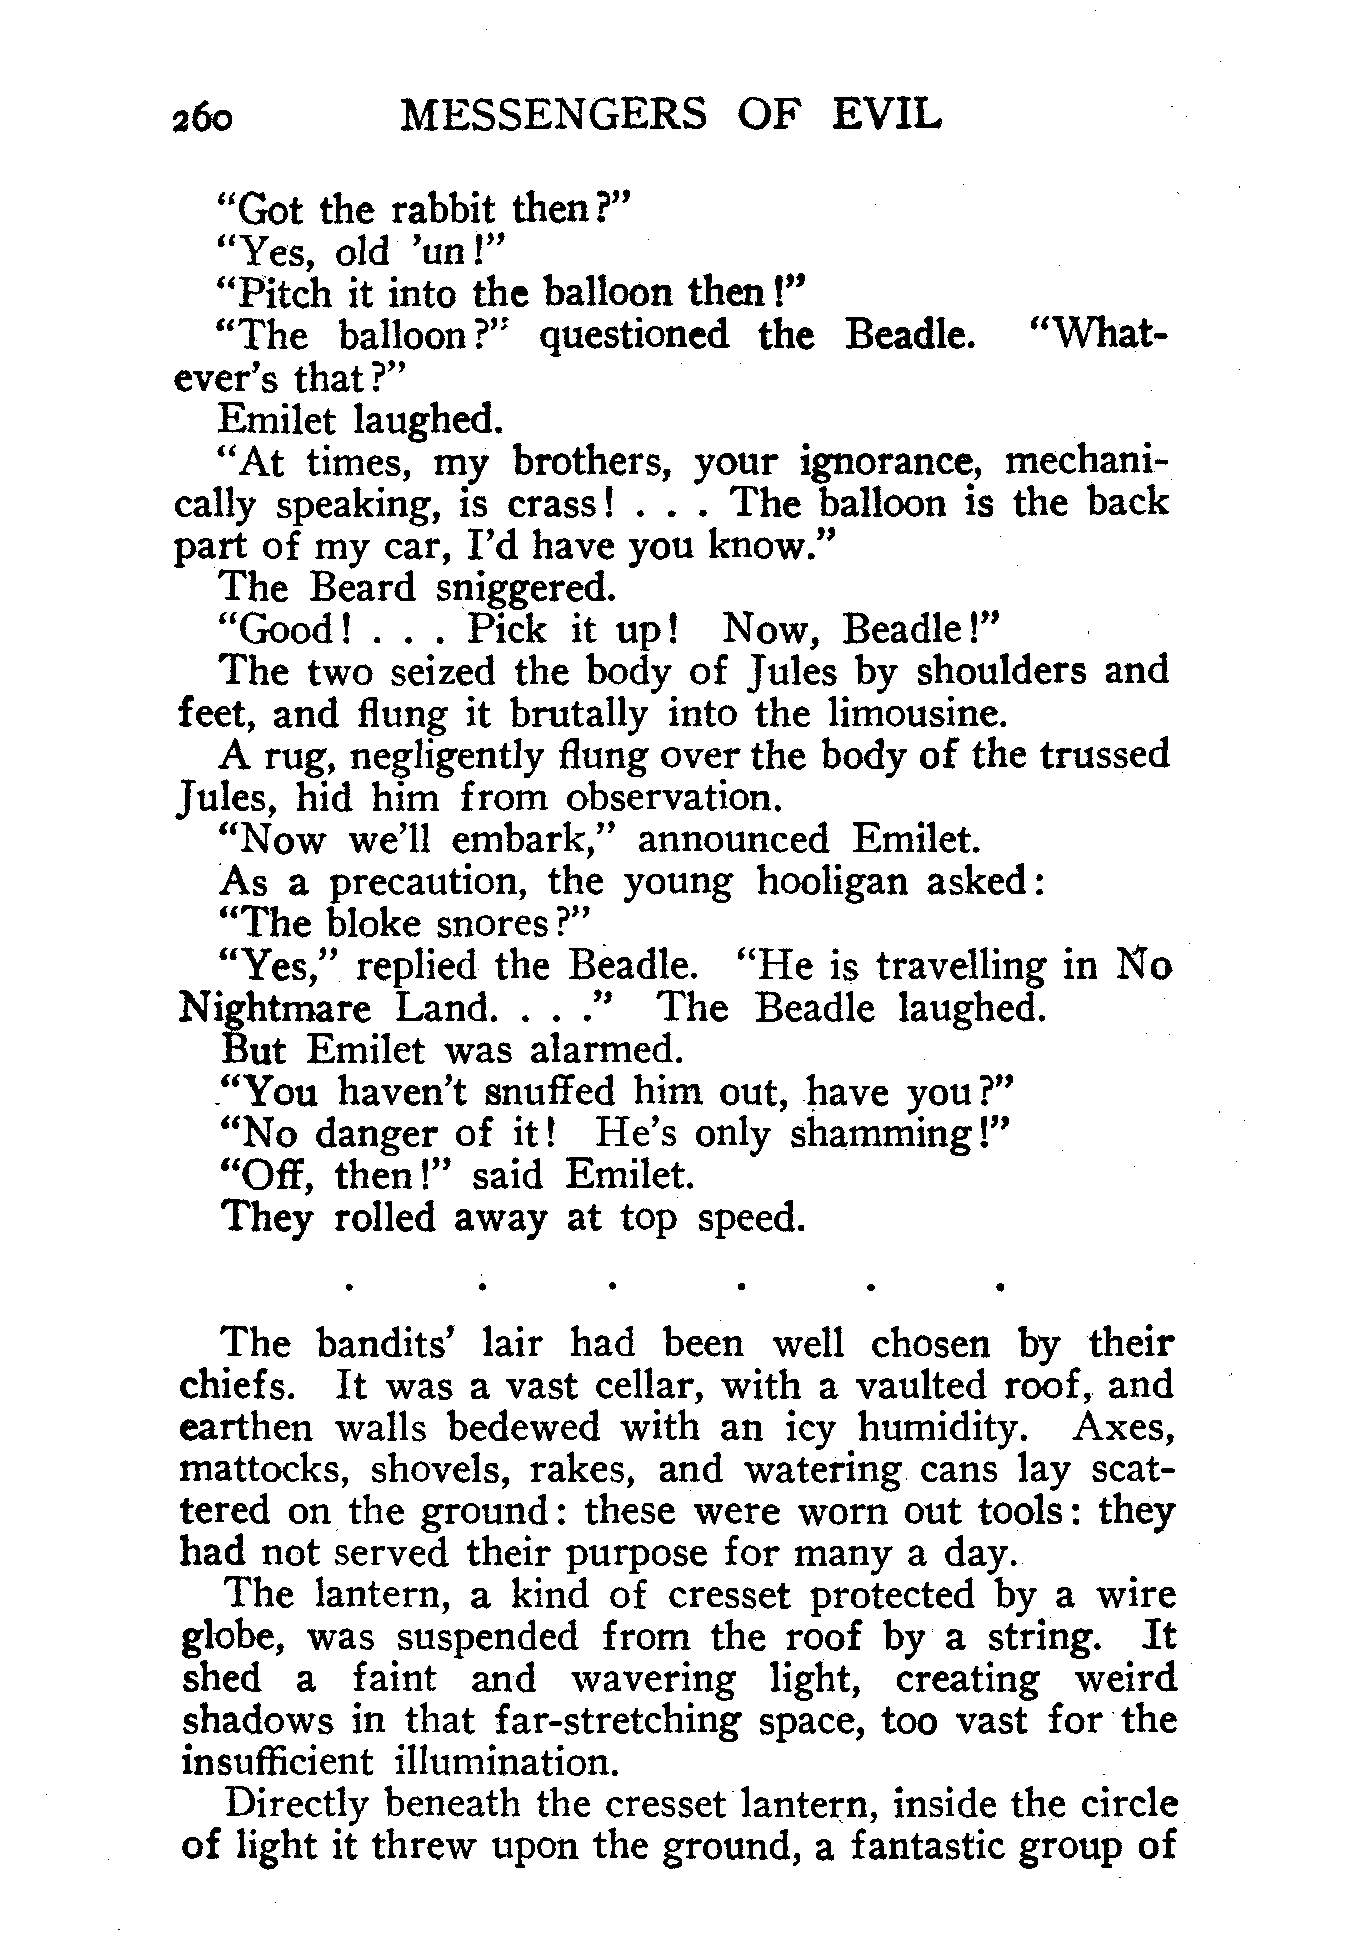 260 MESSENGERS OF EVIL
"Got the rabbit then?"
"Yes, old 'un!"
"Pitch it into the balloon then!"
"The balloon?" questioned the Beadle. "What-
ever's that?"
Emilet laughed.
"At times, my brothers, your ignorance, mechani-
cally speaking, is crass! . . . The balloon is the back
part of my car, I'd have you know."
The Beard sniggered.
"Good! . . . Pick it up! Now, Beadle!"
The two seized the body of Jules by shoulders and
feet, and flung it brutally into the limousine.
A rug, negligently flung over the body of the trussed
Jules, hid him from observation.
"Now we'll embark," announced Emilet.
As a precaution, the young hooligan asked:
"The bloke snores?"
"Yes," replied the Beadle. "He is travelling in No
Nightmare Land. . . ." The Beadle laughed.
But Emilet was alarmed.
"You haven't snuffed him out, have you?"
"No danger of it! He's only shamming!"
"Off, then!" said Emilet.
They rolled away at top speed.
. . . . . .
The bandits' lair had been well chosen by their
chiefs. It was a vast cellar, with a vaulted roof, and
earthen walls bedewed with an icy humidity. Axes,
mattocks, shovels, rakes, and watering cans lay scat-
tered on the ground: these were worn out tools: they
had not served their purpose for many a day.
The lantern, a kind of cresset protected by a wire
globe, was suspended from the roof by a string. It
shed a faint and wavering light, creating weird
shadows in that far-stretching space, too vast for the
insufficient illumination.
Directly beneath the cresset lantern, inside the circle
of light it threw upon the ground, a fantastic group of